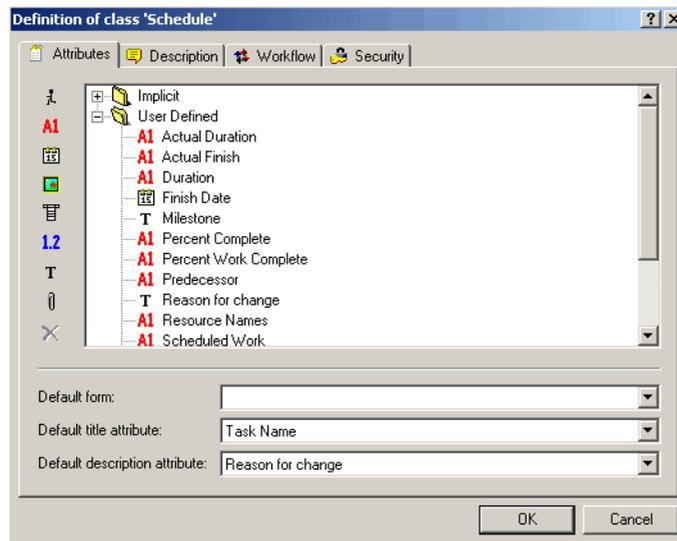 Definition of class 'Schedule'
Attributes Description Workflow Security
Implicit
User Defined
A1 Actual Duration
A1 Actual Finish
A1 Duration
15 Finish Date
T Milestone
A1 Percent Complete
A1 Percent Work Complete
A1 Predecessor
T Reason for change
A1 Resource Names
A1 Scheduled Work
A1
15
1.2
T
Default form:
Default title attribute: Task Name
Default description attribute: Reason for change
OK Cancel